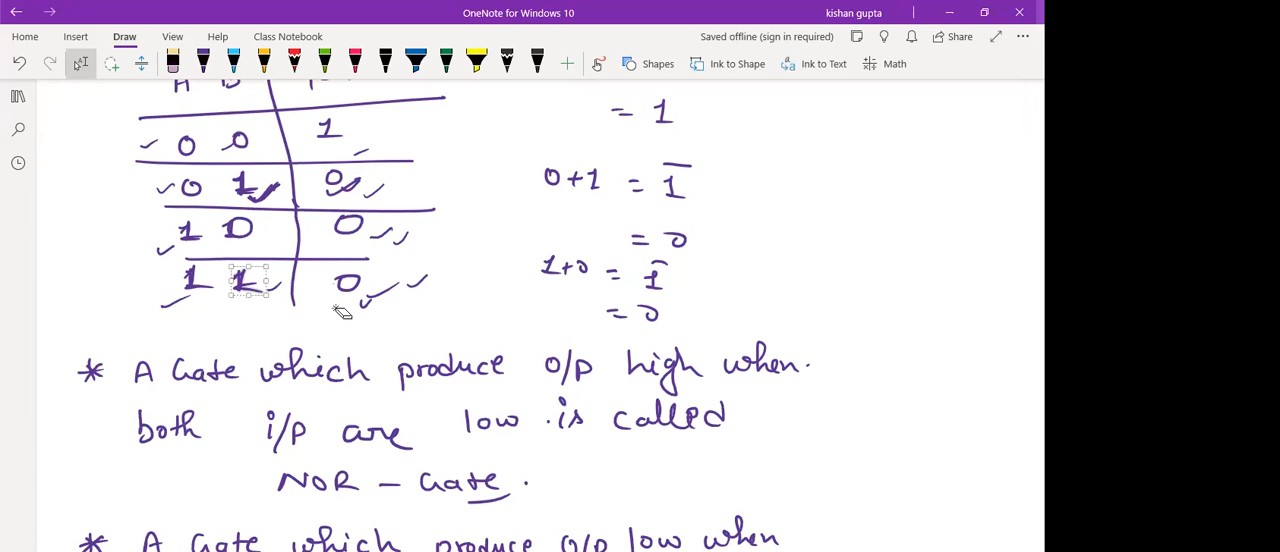 OneNote for Windows 10
kishan gupta
Home Insert Draw View Help Class Notebook
Saved offline (sign in required) Share
Shapes Ink to Shape Ink to Text Math
A B
0 0 1
0 1 0
1 0 0
1 1 0
= 1
0+1 = 1̅
= 0
1+0 = 1̅
= 0
* A Gate which produce o/p high when.
both i/p are low .is called
NOR - Gate .
* A Gate which produce o/p low when